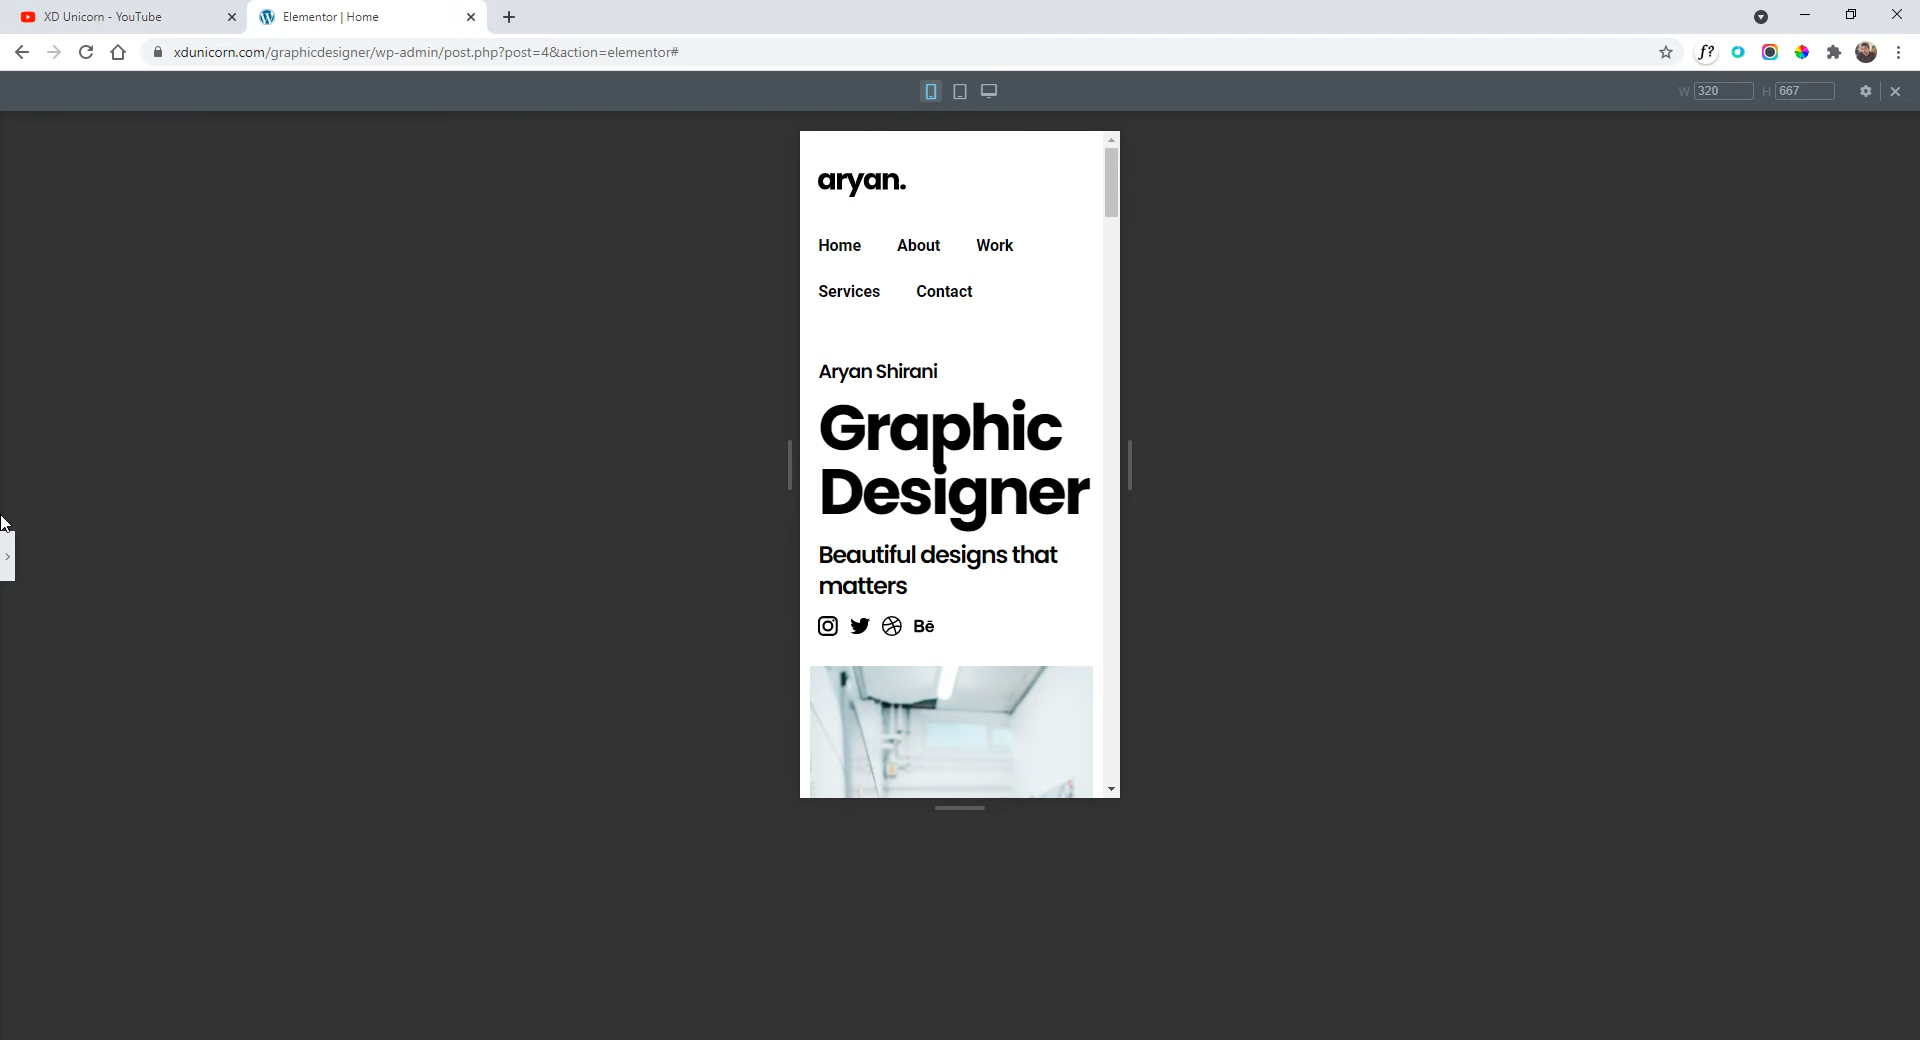 XD Unicorn - YouTube
Elementor | Home
xdunicorn.com/graphicdesigner/wp-admin/post.php?post=4&action=elementor#
f?
W 320 H 667
aryan.
Home About Work
Services Contact
Aryan Shirani
Graphic
Designer
Beautiful designs that
matters
Bē